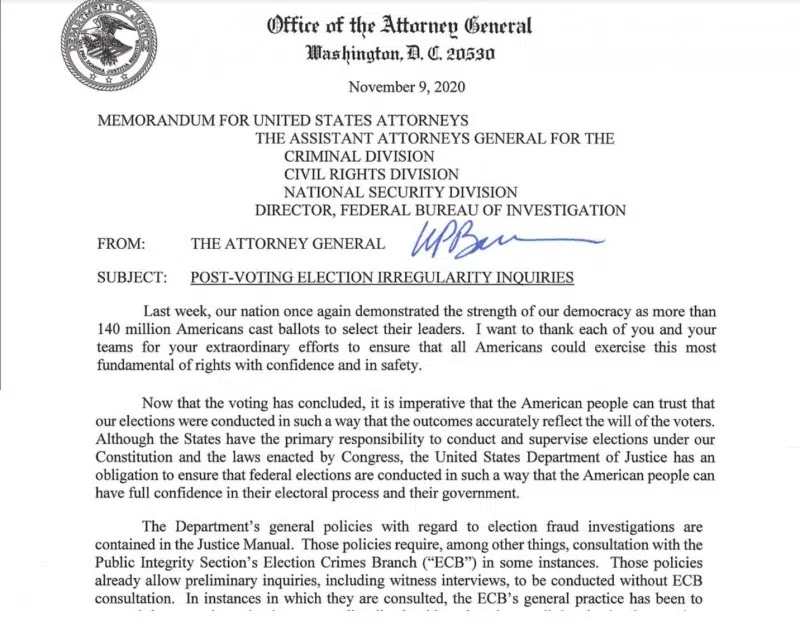 DEPARTMENT OF JUSTICE
Office of the Attorney General
Washington, D. C. 20530
November 9, 2020
MEMORANDUM FOR UNITED STATES ATTORNEYS
THE ASSISTANT ATTORNEYS GENERAL FOR THE
CRIMINAL DIVISION
CIVIL RIGHTS DIVISION
NATIONAL SECURITY DIVISION
DIRECTOR, FEDERAL BUREAU OF INVESTIGATION
FROM: THE ATTORNEY GENERAL
SUBJECT: POST-VOTING ELECTION IRREGULARITY INQUIRIES
Last week, our nation once again demonstrated the strength of our democracy as more than
140 million Americans cast ballots to select their leaders. I want to thank each of you and your
teams for your extraordinary efforts to ensure that all Americans could exercise this most
fundamental of rights with confidence and in safety.
Now that the voting has concluded, it is imperative that the American people can trust that
our elections were conducted in such a way that the outcomes accurately reflect the will of the voters.
Although the States have the primary responsibility to conduct and supervise elections under our
Constitution and the laws enacted by Congress, the United States Department of Justice has an
obligation to ensure that federal elections are conducted in such a way that the American people can
have full confidence in their electoral process and their government.
The Department's general policies with regard to election fraud investigations are
contained in the Justice Manual. Those policies require, among other things, consultation with the
Public Integrity Section's Election Crimes Branch ("ECB") in some instances. Those policies
already allow preliminary inquiries, including witness interviews, to be conducted without ECB
consultation. In instances in which they are consulted, the ECB's general practice has been to